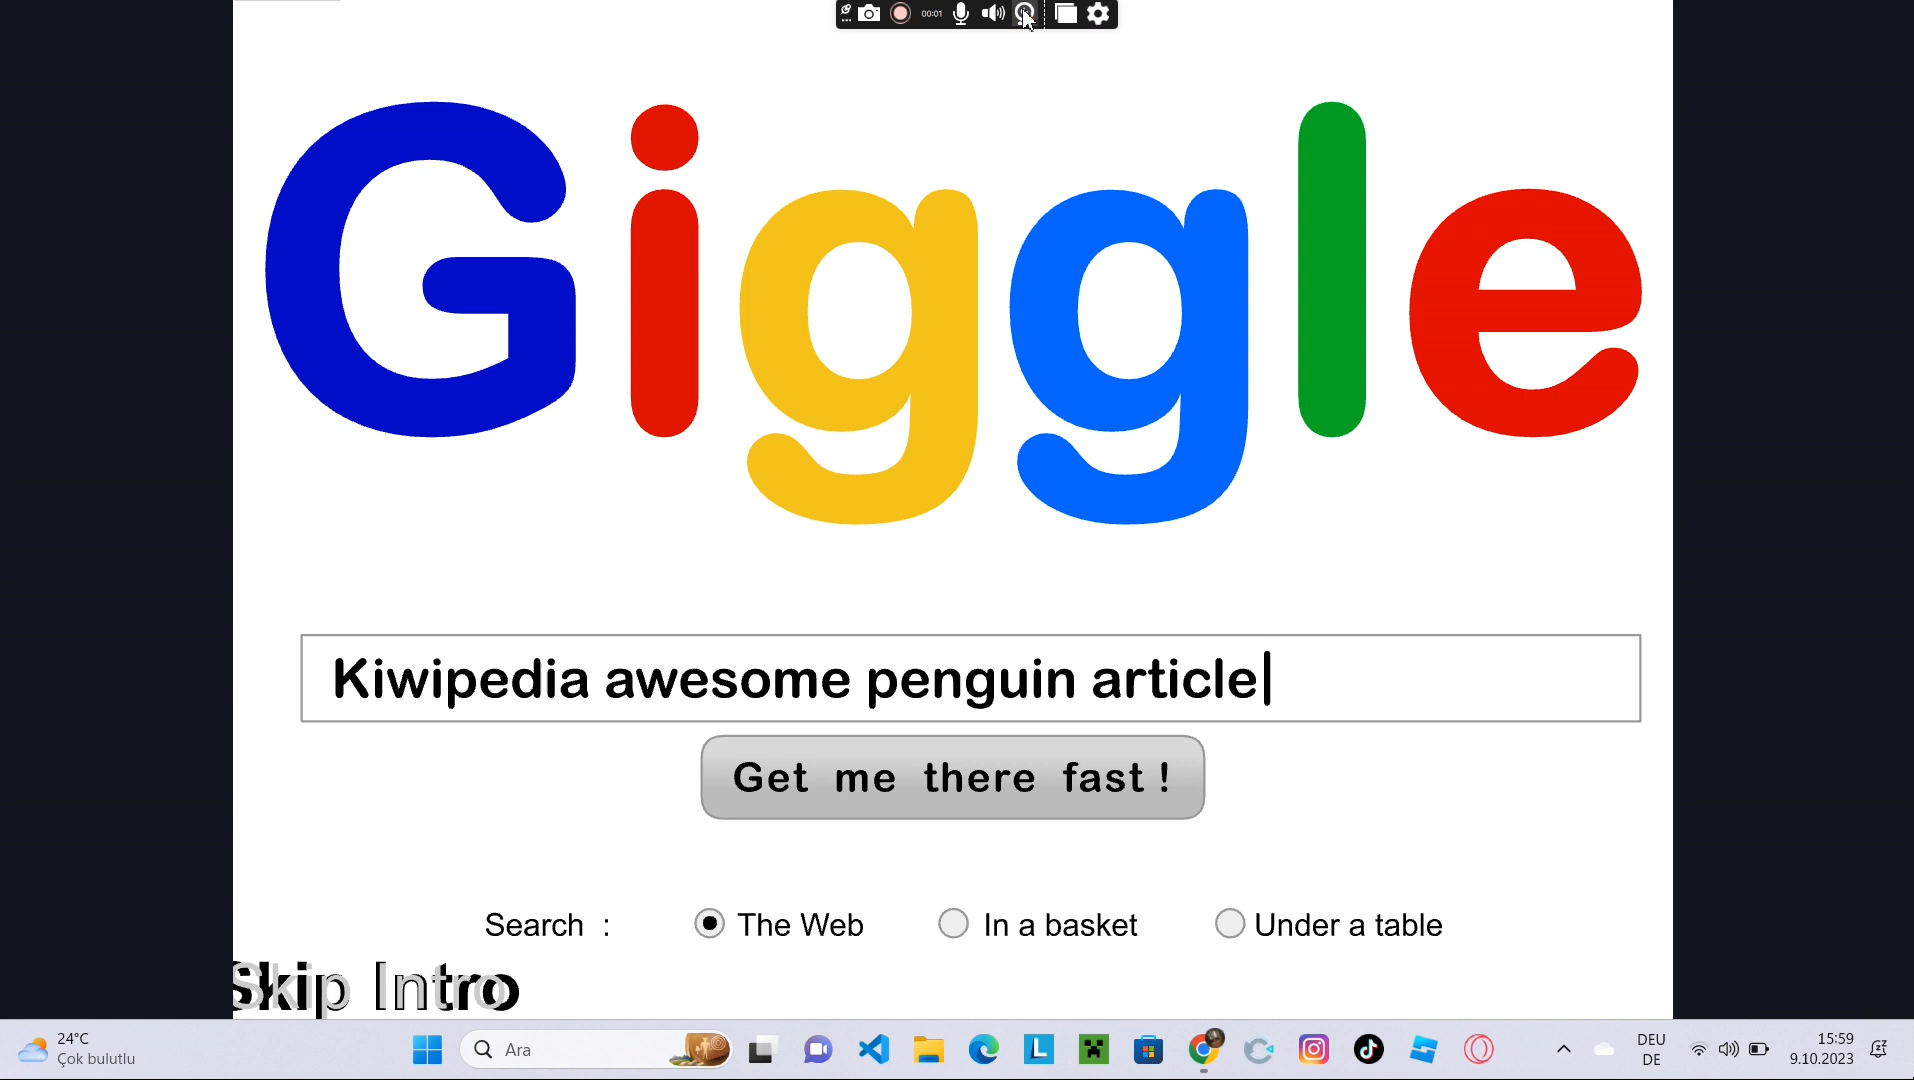 00:01
Giggle
Kiwipedia awesome penguin article
Get me there fast !
Search : The Web In a basket Under a table
Skip Intro
24°C
Çok bulutlu
Ara
L
DEU
DE
15:59
9.10.2023